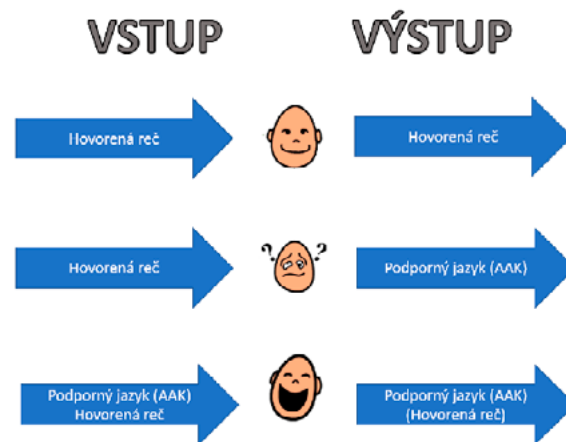 VSTUP VÝSTUP
Hovorená reč Hovorená reč
? ?
Hovorená reč Podporný jazyk (AAK)
Podporný jazyk (AAK) Podporný jazyk (AAK)
Hovorená reč (Hovorená reč)